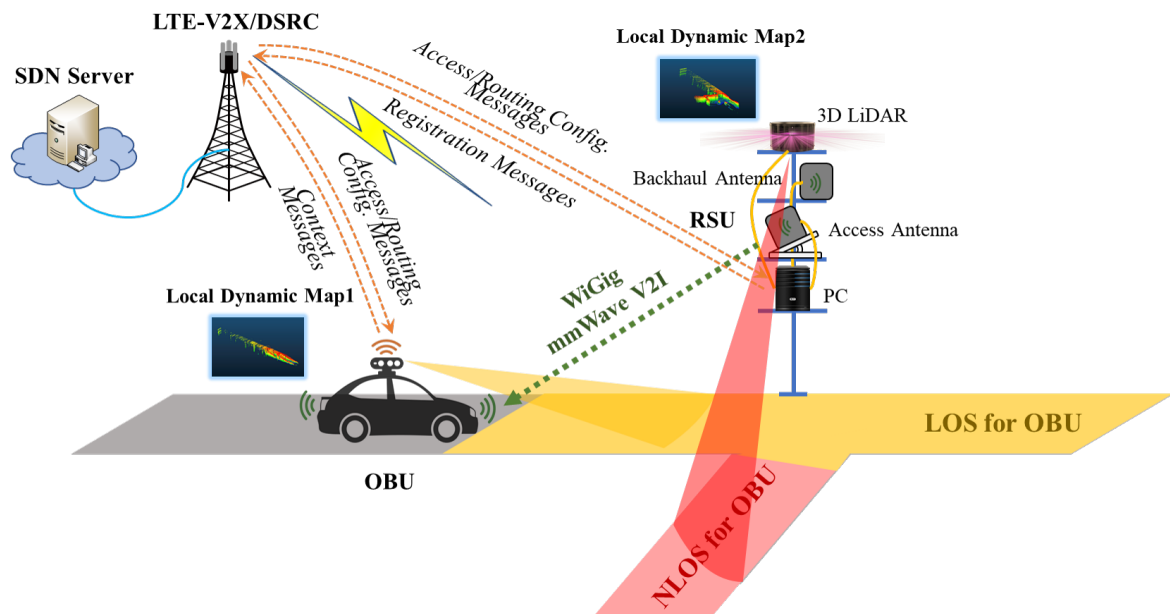 LTE-V2X/DSRC
SDN Server
Local Dynamic Map2
Access/Routing Config.
Messages
Registration Messages
3D LiDAR
Backhaul Antenna
RSU
Access Antenna
PC
Context
Messages
Access/Routing
Config. Messages
WiGig
mmWave V2I
Local Dynamic Map1
OBU
LOS for OBU
NLOS for OBU